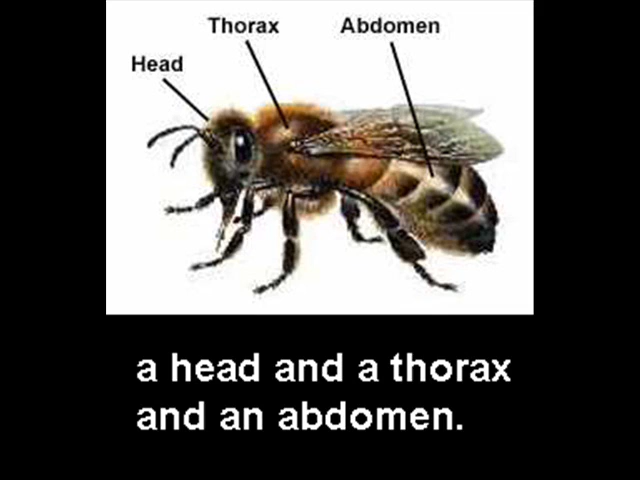 Thorax Abdomen
Head
a head and a thorax
and an abdomen.